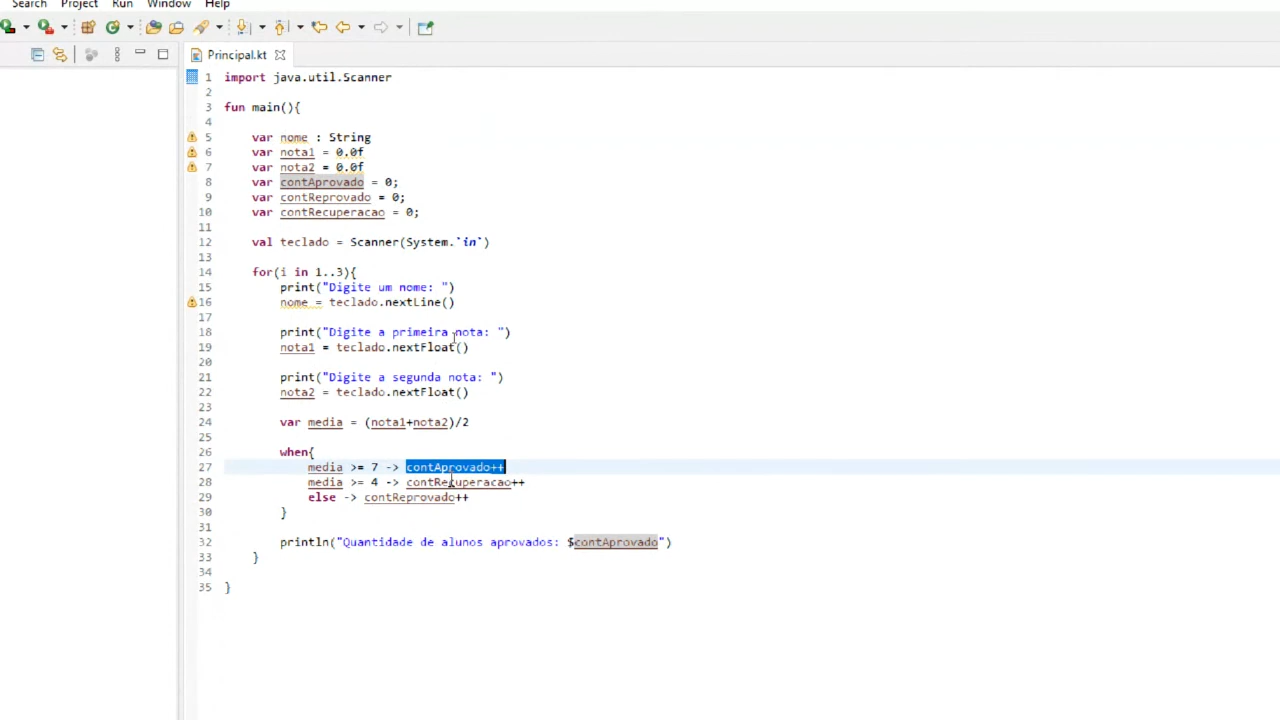 Search Project Run Window Help
Principal.kt
1 import java.util.Scanner
2
3 fun main(){
4
5 var nome : String
6 var nota1 = 0.0f
7 var nota2 = 0.0f
8 var contAprovado = 0;
9 var contReprovado = 0;
10 var contRecuperacao = 0;
11
12 val teclado = Scanner(System.`in`)
13
14 for(i in 1..3){
15 print("Digite um nome: ")
16 nome = teclado.nextLine()
17
18 print("Digite a primeira nota: ")
19 nota1 = teclado.nextFloat()
20
21 print("Digite a segunda nota: ")
22 nota2 = teclado.nextFloat()
23
24 var media = (nota1+nota2)/2
25
26 when{
27 media >= 7 -> contAprovado++
28 media >= 4 -> contRecuperacao++
29 else -> contReprovado++
30 }
31
32 println("Quantidade de alunos aprovados: $contAprovado")
33 }
34
35 }